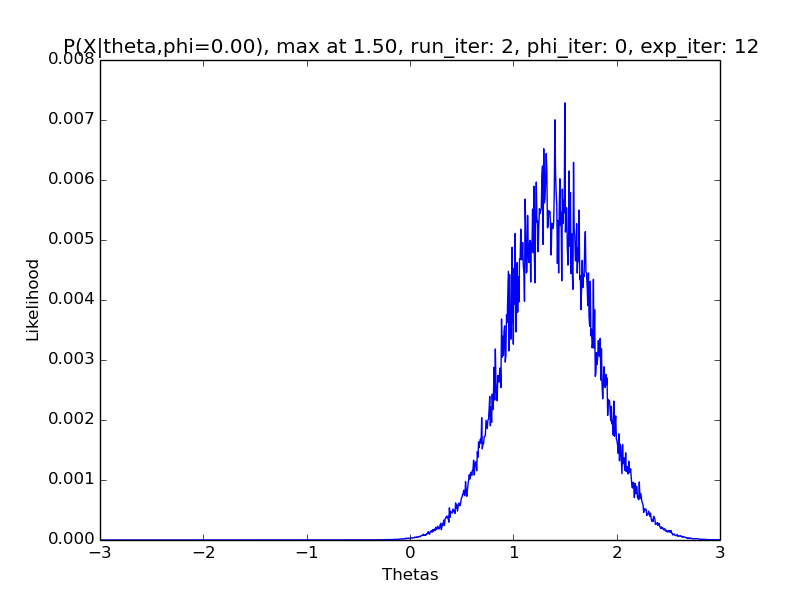 P(X|theta,phi=0.00), max at 1.50, run_iter: 2, phi_iter: 0, exp_iter: 12
0.008
0.007
0.006
0.005
0.004
0.003
0.002
0.001
0.000
Likelihood
−3 −2 −1 0 1 2 3
Thetas